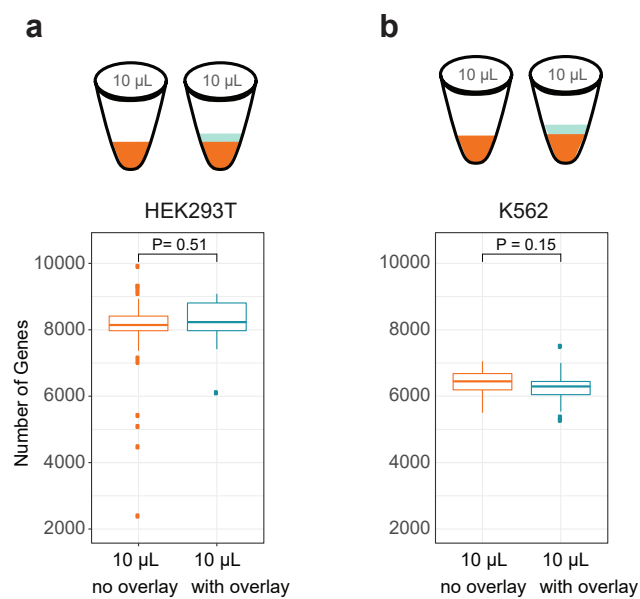 a
10 µL
10 µL
HEK293T
P= 0.51
Number of Genes
10000
8000
6000
4000
2000
10 µL
10 µL
no overlay
with overlay
b
10 µL
10 µL
K562
P = 0.15
10000
8000
6000
4000
2000
10 µL
10 µL
no overlay
with overlay